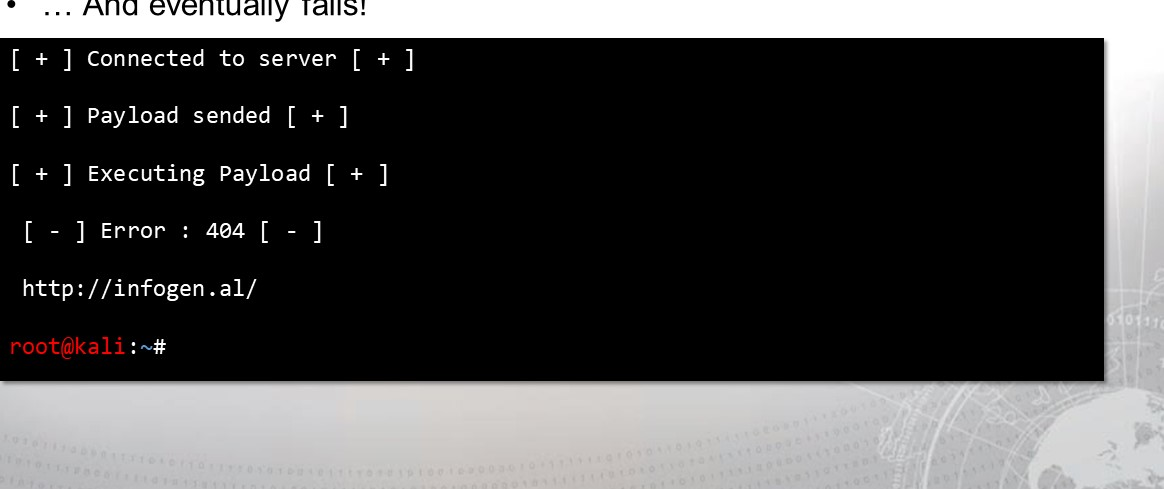 • … And eventually fails!
[ + ] Connected to server [ + ]
[ + ] Payload sended [ + ]
[ + ] Executing Payload [ + ]
[ - ] Error : 404 [ - ]
http://infogen.al/
root@kali:~#